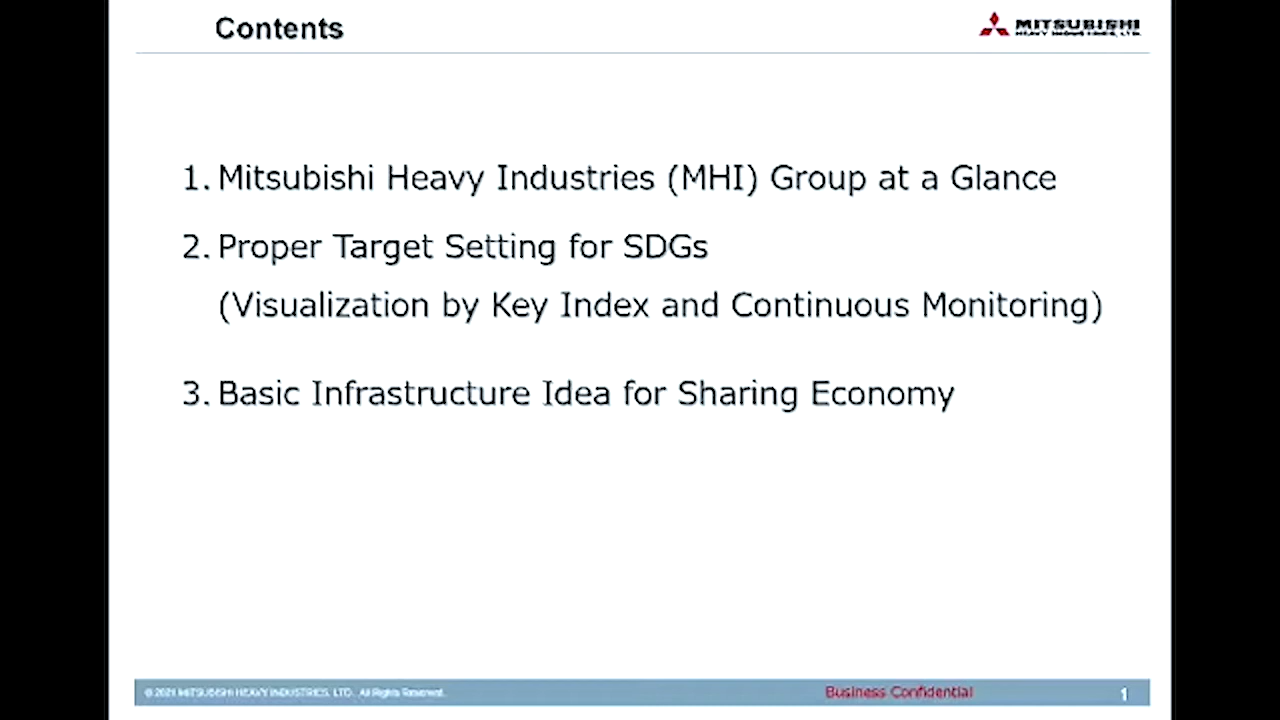 Contents
MITSUBISHI
HEAVY INDUSTRIES, LTD.
1. Mitsubishi Heavy Industries (MHI) Group at a Glance
2. Proper Target Setting for SDGs
(Visualization by Key Index and Continuous Monitoring)
3. Basic Infrastructure Idea for Sharing Economy
© 2021 MITSUBISHI HEAVY INDUSTRIES, LTD. All Rights Reserved.
Business Confidential
1